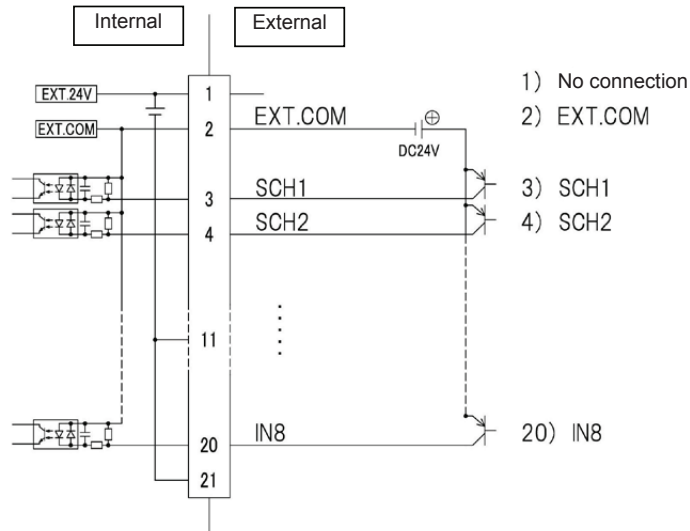 Internal
External
EXT.24V
1
1) No connection
EXT.COM
2
EXT.COM
⊕
DC24V
2) EXT.COM
3
SCH1
3) SCH1
4
SCH2
4) SCH2
11
20
IN8
20) IN8
21